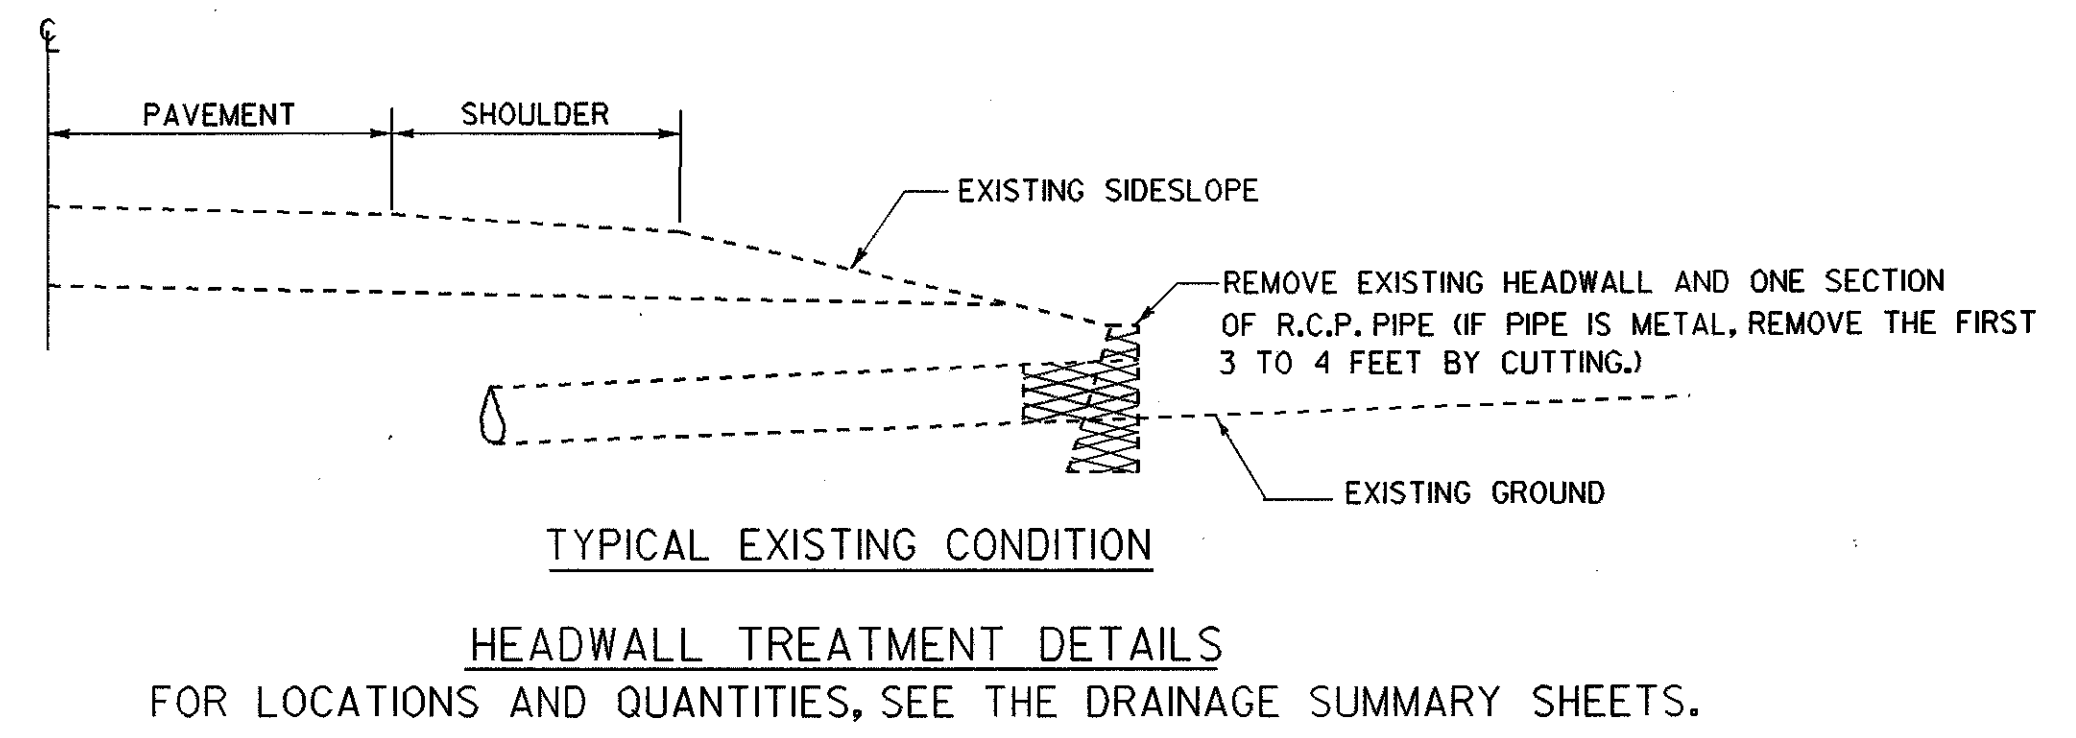 ℄
PAVEMENT
SHOULDER
EXISTING SIDESLOPE
REMOVE EXISTING HEADWALL AND ONE SECTION
OF R.C.P. PIPE (IF PIPE IS METAL, REMOVE THE FIRST
3 TO 4 FEET BY CUTTING.)
EXISTING GROUND
TYPICAL EXISTING CONDITION
HEADWALL TREATMENT DETAILS
FOR LOCATIONS AND QUANTITIES, SEE THE DRAINAGE SUMMARY SHEETS.